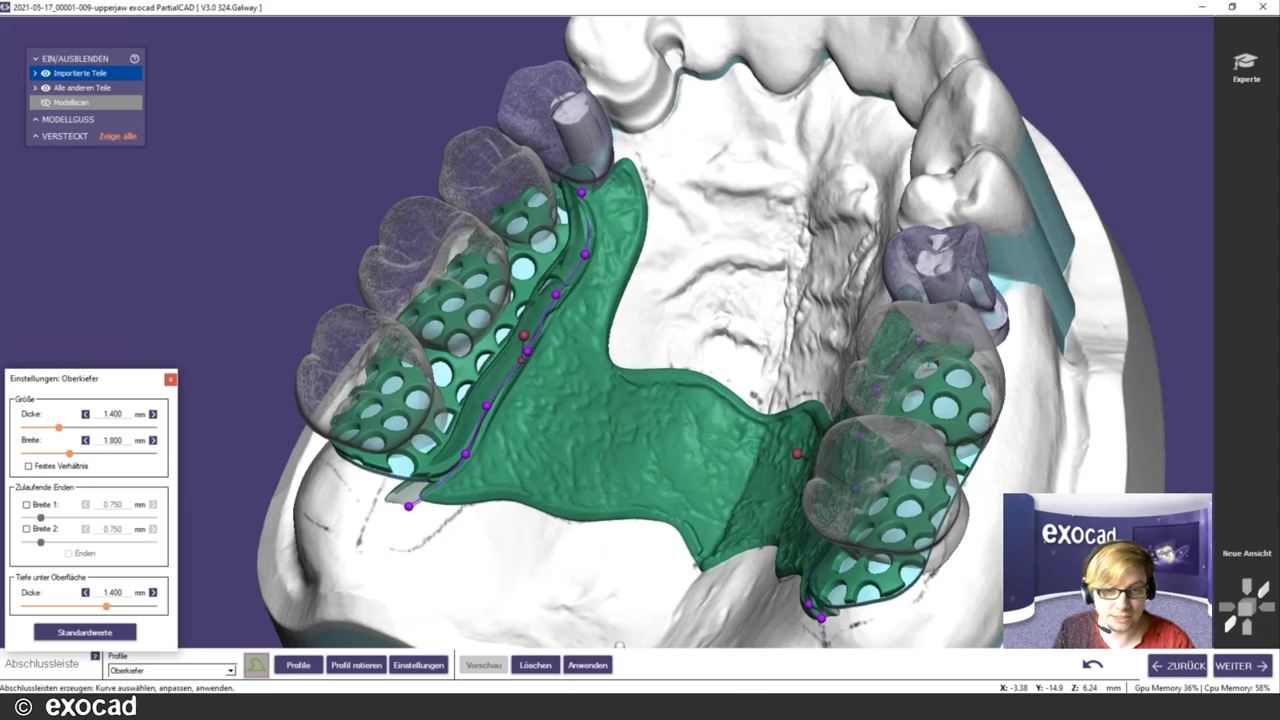 2021-05-17_00001-009-upperjaw exocad PartialCAD [ V3.0 324.Galway ]
EIN/AUSBLENDEN
Importierte Teile
Alle anderen Teile
Modellscan
MODELLGUSS
VERSTECKT Zeige alle
Experte
Einstellungen: Oberkiefer
x
Größe
Dicke: 1.400 mm
Breite: 1.800 mm
Festes Verhältnis
Zulaufende Enden
Breite 1: 0.750 mm
Breite 2: 0.750 mm
Enden
Tiefe unter Oberfläche
Dicke: 1.400 mm
Standardwerte
exocad
Neue Ansicht
Abschlussleiste ?
Profile
Oberkiefer
Profile
Profil rotieren
Einstellungen
Vorschau
Löschen
Anwenden
ZURÜCK
WEITER
Abschlussleisten erzeugen: Kurve auswählen, anpassen, anwenden.
X: -3.38 Y: -14.9 Z: 6.24 mm Gpu Memory 36% | Cpu Memory: 58%
© exocad